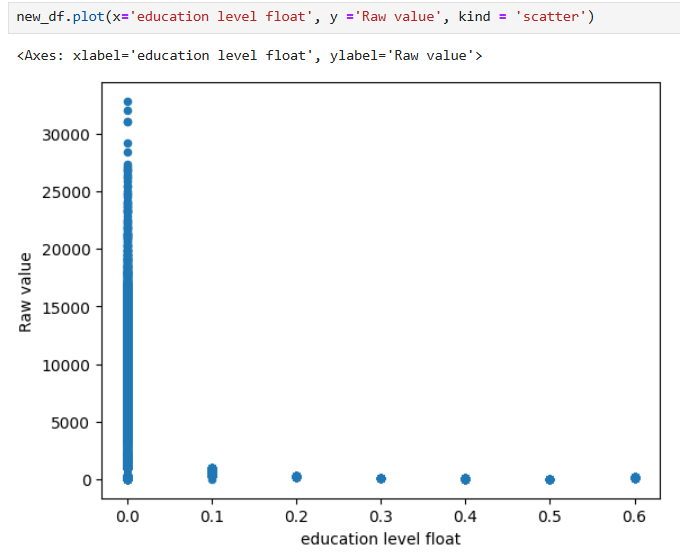 new_df.plot(x='education level float', y ='Raw value', kind = 'scatter')
<Axes: xlabel='education level float', ylabel='Raw value'>
30000
25000
20000
15000
10000
5000
0
Raw value
0.0 0.1 0.2 0.3 0.4 0.5 0.6
education level float